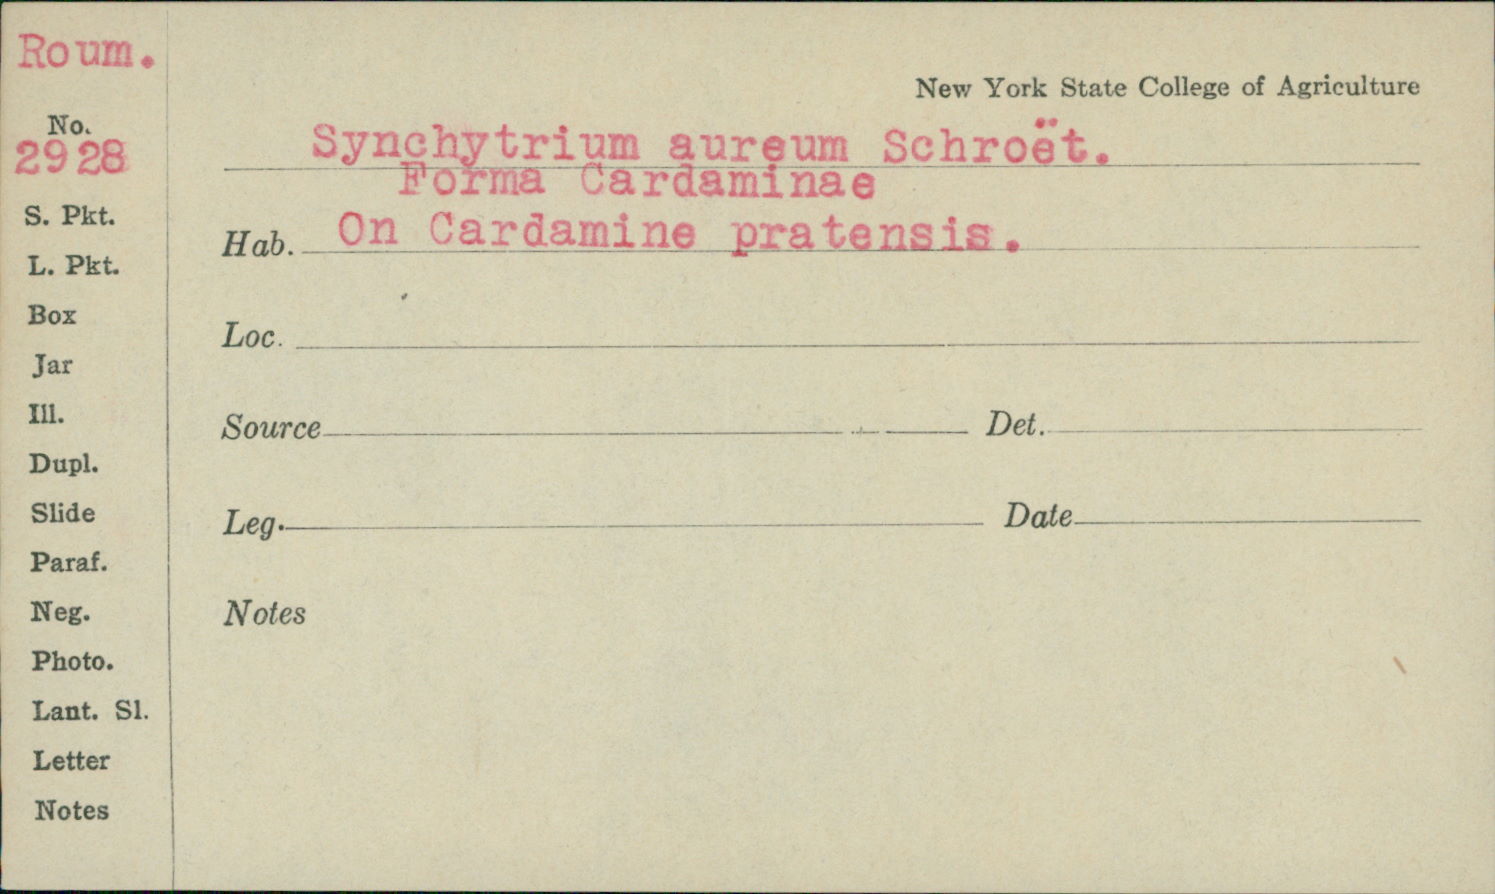 Roum.
New York State College of Agriculture
No.
2928
Synchytrium aureum Schroët.
Forma Cardaminae
Hab. On Cardamine pratensis.
S. Pkt.
L. Pkt.
Box
Jar
Ill.
Dupl.
Slide
Paraf.
Neg.
Photo.
Lant. Sl.
Letter
Notes
Loc.
Source Det.
Leg. Date
Notes